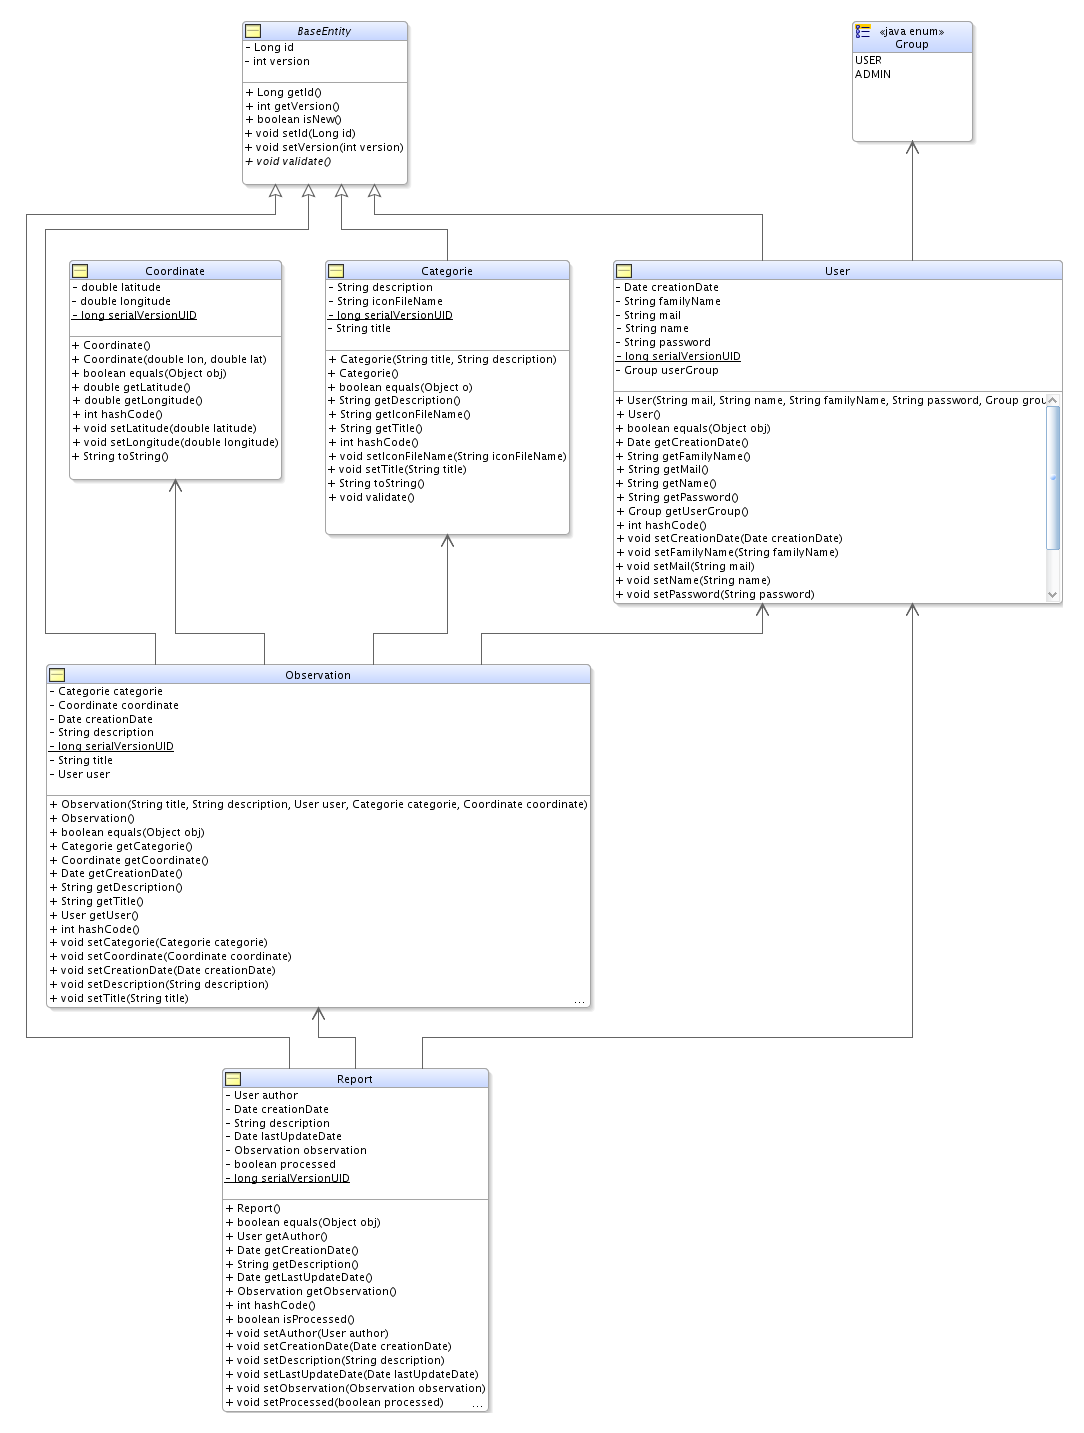 BaseEntity
- Long id
- int version
+ Long getId()
+ int getVersion()
+ boolean isNew()
+ void setId(Long id)
+ void setVersion(int version)
+ void validate()
«java enum»
Group
USER
ADMIN
Coordinate
- double latitude
- double longitude
- long serialVersionUID
+ Coordinate()
+ Coordinate(double lon, double lat)
+ boolean equals(Object obj)
+ double getLatitude()
+ double getLongitude()
+ int hashCode()
+ void setLatitude(double latitude)
+ void setLongitude(double longitude)
+ String toString()
Categorie
- String description
- String iconFileName
- long serialVersionUID
- String title
+ Categorie(String title, String description)
+ Categorie()
+ boolean equals(Object o)
+ String getDescription()
+ String getIconFileName()
+ String getTitle()
+ int hashCode()
+ void setIconFileName(String iconFileName)
+ void setTitle(String title)
+ String toString()
+ void validate()
User
- Date creationDate
- String familyName
- String mail
- String name
- String password
- long serialVersionUID
- Group userGroup
+ User(String mail, String name, String familyName, String password, Group grou
+ User()
+ boolean equals(Object obj)
+ Date getCreationDate()
+ String getFamilyName()
+ String getMail()
+ String getName()
+ String getPassword()
+ Group getUserGroup()
+ int hashCode()
+ void setCreationDate(Date creationDate)
+ void setFamilyName(String familyName)
+ void setMail(String mail)
+ void setName(String name)
+ void setPassword(String password)
Observation
- Categorie categorie
- Coordinate coordinate
- Date creationDate
- String description
- long serialVersionUID
- String title
- User user
+ Observation(String title, String description, User user, Categorie categorie, Coordinate coordinate)
+ Observation()
+ boolean equals(Object obj)
+ Categorie getCategorie()
+ Coordinate getCoordinate()
+ Date getCreationDate()
+ String getDescription()
+ String getTitle()
+ User getUser()
+ int hashCode()
+ void setCategorie(Categorie categorie)
+ void setCoordinate(Coordinate coordinate)
+ void setCreationDate(Date creationDate)
+ void setDescription(String description)
+ void setTitle(String title) ...
Report
- User author
- Date creationDate
- String description
- Date lastUpdateDate
- Observation observation
- boolean processed
- long serialVersionUID
+ Report()
+ boolean equals(Object obj)
+ User getAuthor()
+ Date getCreationDate()
+ String getDescription()
+ Date getLastUpdateDate()
+ Observation getObservation()
+ int hashCode()
+ boolean isProcessed()
+ void setAuthor(User author)
+ void setCreationDate(Date creationDate)
+ void setDescription(String description)
+ void setLastUpdateDate(Date lastUpdateDate)
+ void setObservation(Observation observation)
+ void setProcessed(boolean processed) ...